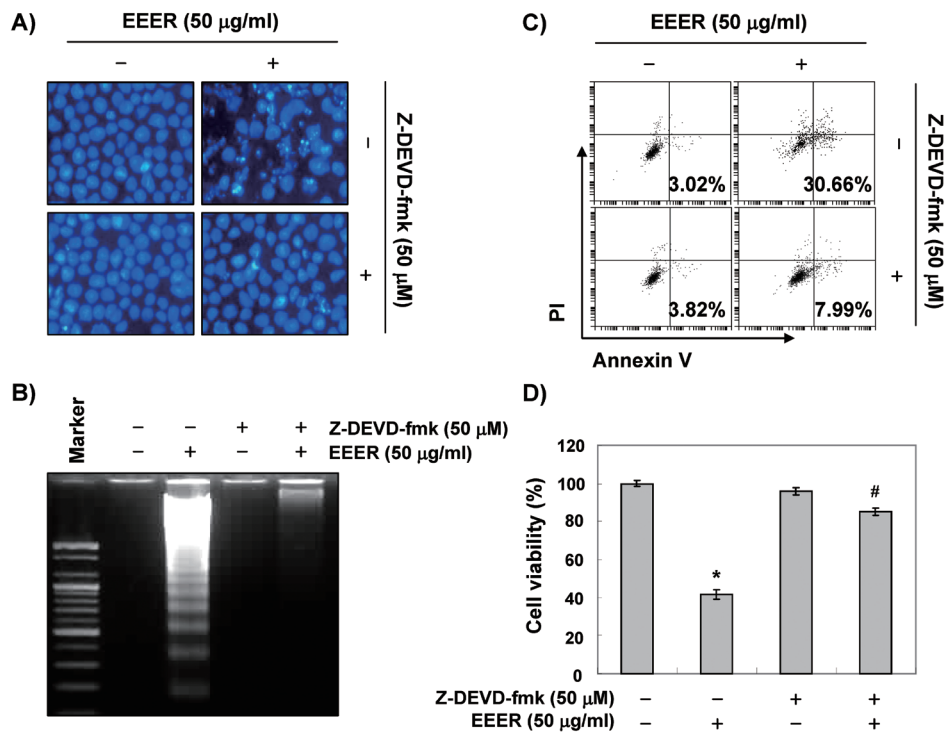 A)
EEER (50 μg/ml)
– +
Z-DEVD-fmk (50 μM)
–
+
B)
Marker
– – + + Z-DEVD-fmk (50 μM)
– + – + EEER (50 μg/ml)
C)
EEER (50 μg/ml)
– +
3.02% 30.66%
3.82% 7.99%
PI
Annexin V
Z-DEVD-fmk (50 μM)
–
+
D)
Cell viability (%)
120
100
80
60
40
20
0
*
#
Z-DEVD-fmk (50 μM) – – + +
EEER (50 μg/ml) – + – +